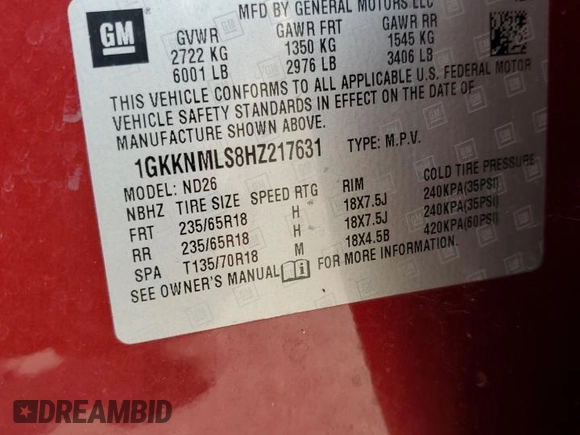 MFD BY GENERAL MOTORS LLC
GM
GVWR GAWR FRT GAWR RR
2722 KG 1350 KG 1545 KG
6001 LB 2976 LB 3406 LB
THIS VEHICLE CONFORMS TO ALL APPLICABLE U.S. FEDERAL MOTOR
VEHICLE SAFETY STANDARDS IN EFFECT ON THE DATE OF
MANUFACTURE SHOWN ABOVE.
1GKKNMLS8HZ217631 TYPE: M.P.V.
MODEL: ND26
NBHZ TIRE SIZE SPEED RTG RIM COLD TIRE PRESSURE
FRT 235/65R18 H 18X7.5J 240KPA(35PSI)
RR 235/65R18 H 18X7.5J 240KPA(35PSI)
SPA T135/70R18 M 18X4.5B 420KPA(60PSI)
SEE OWNER'S MANUAL FOR MORE INFORMATION.
DREAMBID